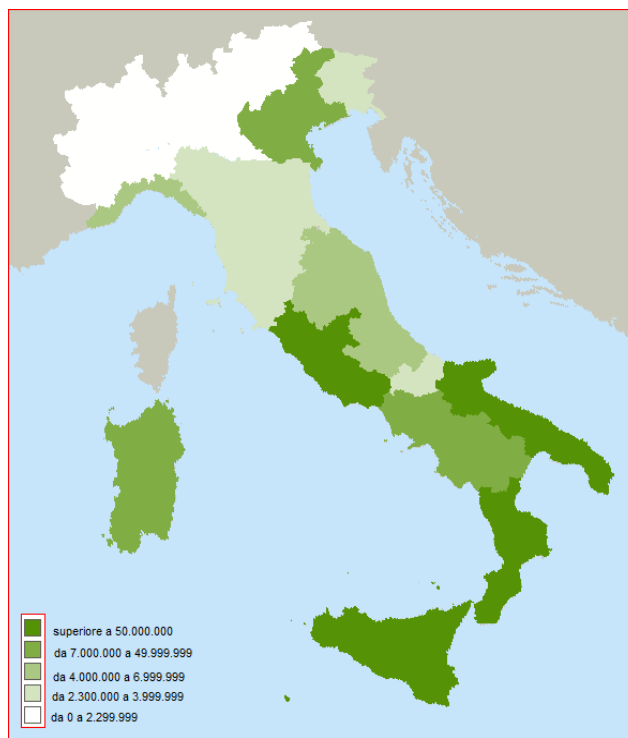 superiore a 50.000.000
da 7.000.000 a 49.999.999
da 4.000.000 a 6.999.999
da 2.300.000 a 3.999.999
da 0 a 2.299.999